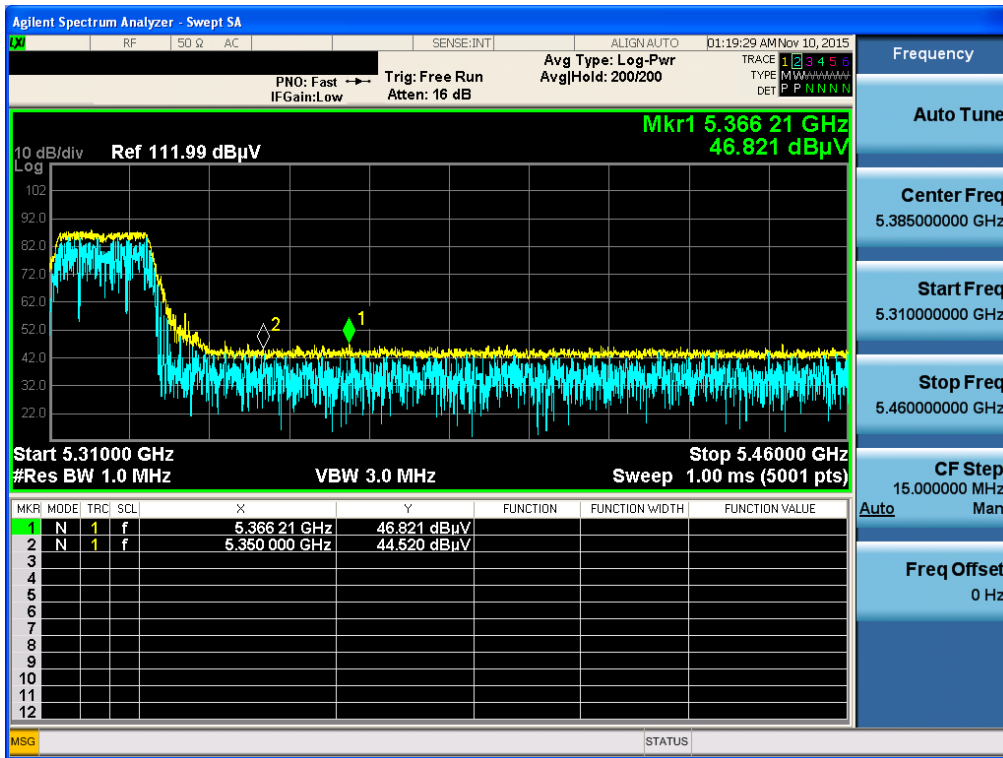 Agilent Spectrum Analyzer - Swept SA
LXI RF 50 Ω AC SENSE:INT ALIGN AUTO 01:19:29 AM Nov 10, 2015
PNO: Fast Trig: Free Run Avg Type: Log-Pwr TRACE 1 2 3 4 5 6
IFGain:Low Atten: 16 dB Avg|Hold: 200/200 TYPE M W
DET P P N N N N
Mkr1 5.366 21 GHz
46.821 dBµV
10 dB/div Ref 111.99 dBµV
Log
102
92.0
82.0
72.0
62.0
52.0
42.0
32.0
22.0
2
1
Start 5.31000 GHz Stop 5.46000 GHz
#Res BW 1.0 MHz VBW 3.0 MHz Sweep 1.00 ms (5001 pts)
MKR MODE TRC SCL X Y FUNCTION FUNCTION WIDTH FUNCTION VALUE
1 N 1 f 5.366 21 GHz 46.821 dBµV
2 N 1 f 5.350 000 GHz 44.520 dBµV
3
4
5
6
7
8
9
10
11
12
MSG STATUS
Frequency
Auto Tune
Center Freq
5.385000000 GHz
Start Freq
5.310000000 GHz
Stop Freq
5.460000000 GHz
CF Step
15.000000 MHz
Auto Man
Freq Offset
0 Hz